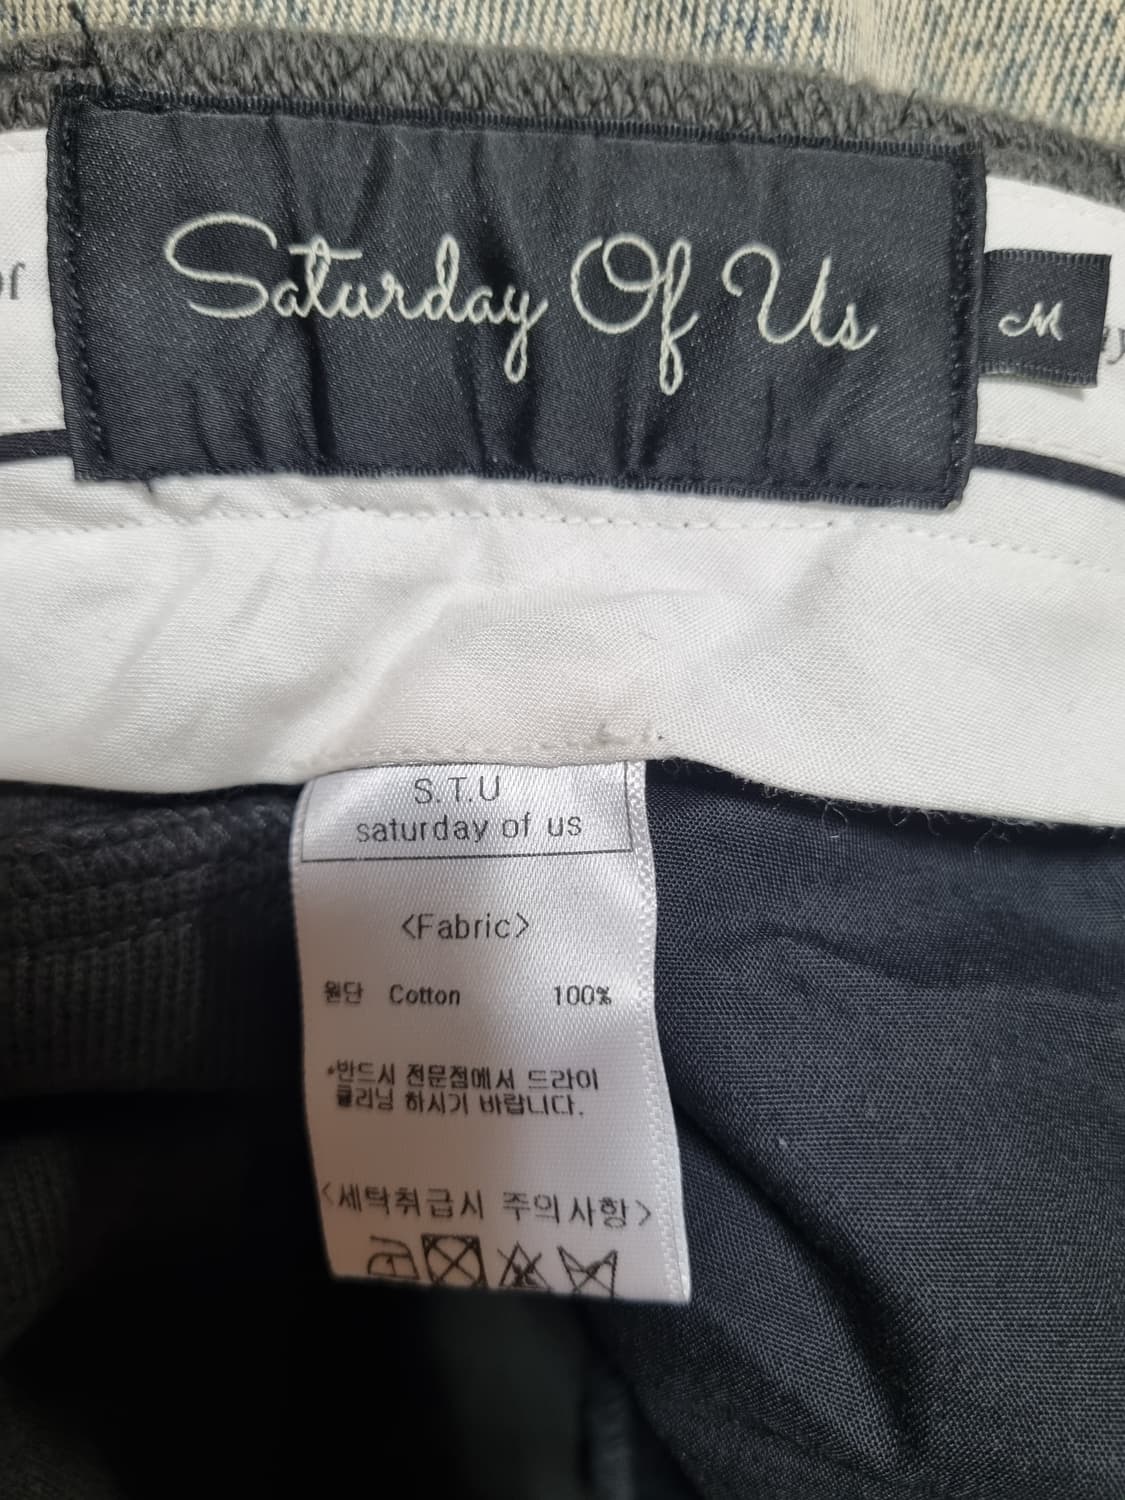 of
Saturday Of Us
M
S.T.U
saturday of us
<Fabric>
원단 Cotton 100%
*반드시 전문점에서 드라이
클리닝 하시기 바랍니다.
<세탁취급시 주의사항>